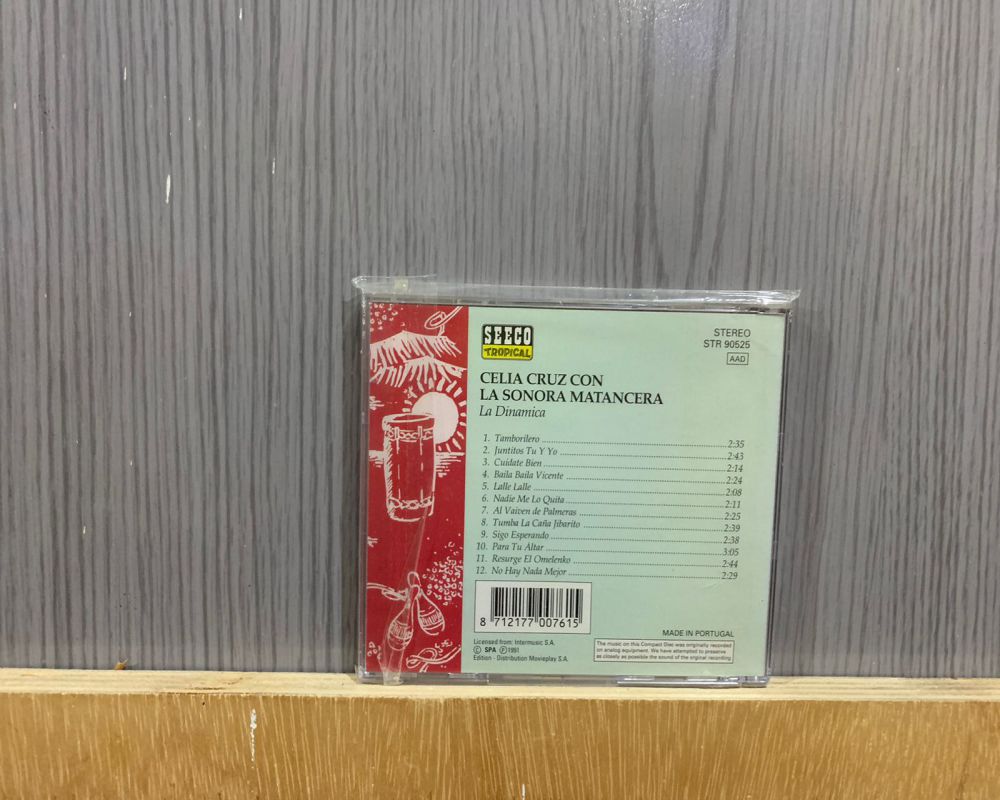 SEECO
TROPICAL
STEREO
STR 90525
AAD
CELIA CRUZ CON
LA SONORA MATANCERA
La Dinamica
1. Tamborilero 2:35
2. Juntitos Tu Y Yo 2:43
3. Cuidate Bien 2:14
4. Baila Baila Vicente 2:24
5. Lalle Lalle 2:08
6. Nadie Me Lo Quita 2:11
7. Al Vaiven de Palmeras 2:25
8. Tumba La Caña Jibarito 2:39
9. Sigo Esperando 2:38
10. Para Tu Altar 3:05
11. Resurge El Omelenko 2:44
12. No Hay Nada Mejor 2:29
8 712177 007615
Licensed from: Intermusic S.A.
© SPA ℗ 1991
Edition - Distribution Movieplay S.A.
MADE IN PORTUGAL
The music on this Compact Disc was originally recorded
on analog equipment. We have attempted to preserve
as closely as possible the sound of the original recording